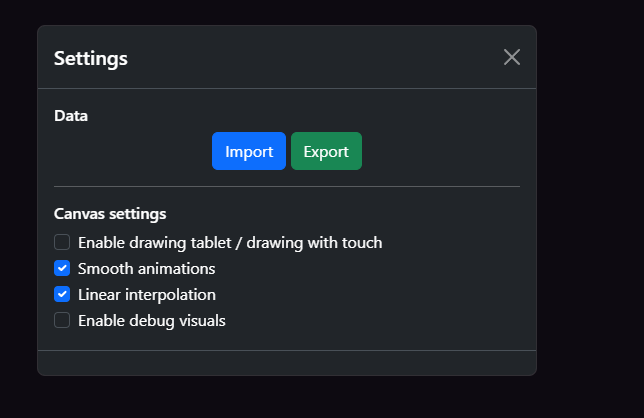 Settings
Data
Import Export
Canvas settings
Enable drawing tablet / drawing with touch
Smooth animations
Linear interpolation
Enable debug visuals